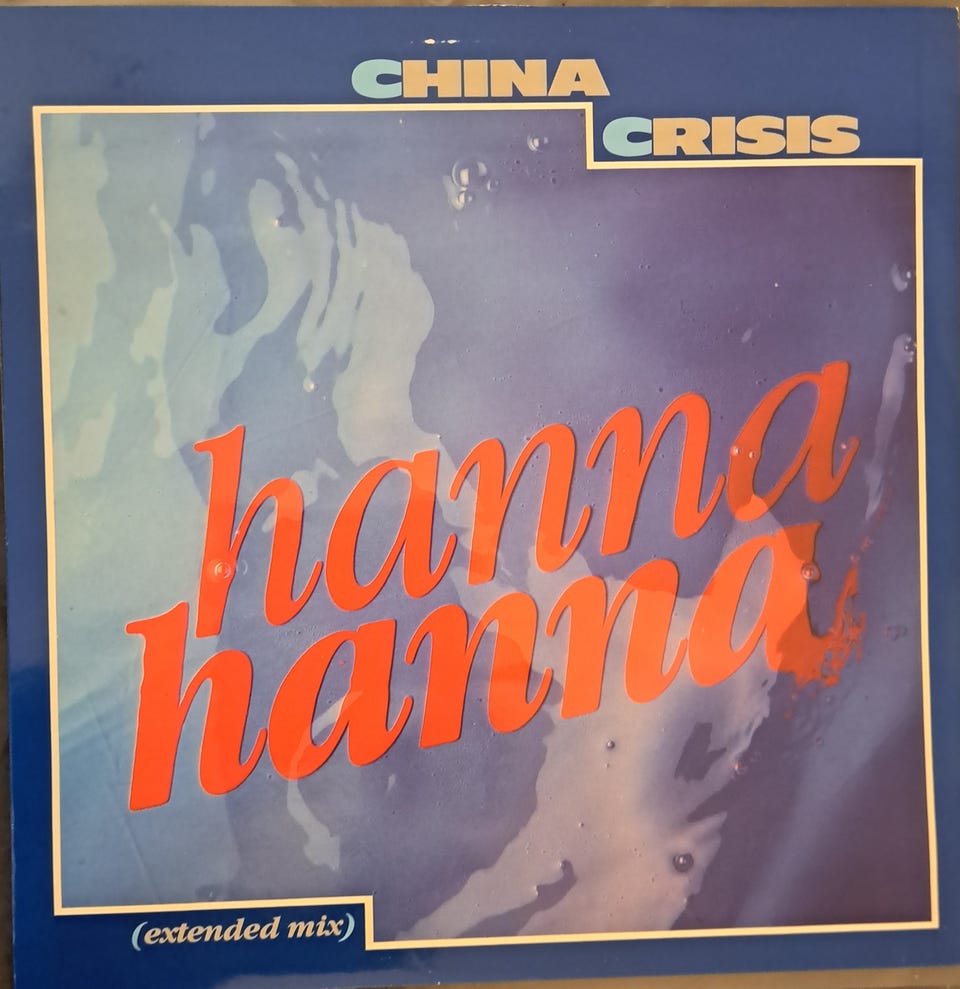 CHINA
CRISIS
hanna
hanna
(extended mix)